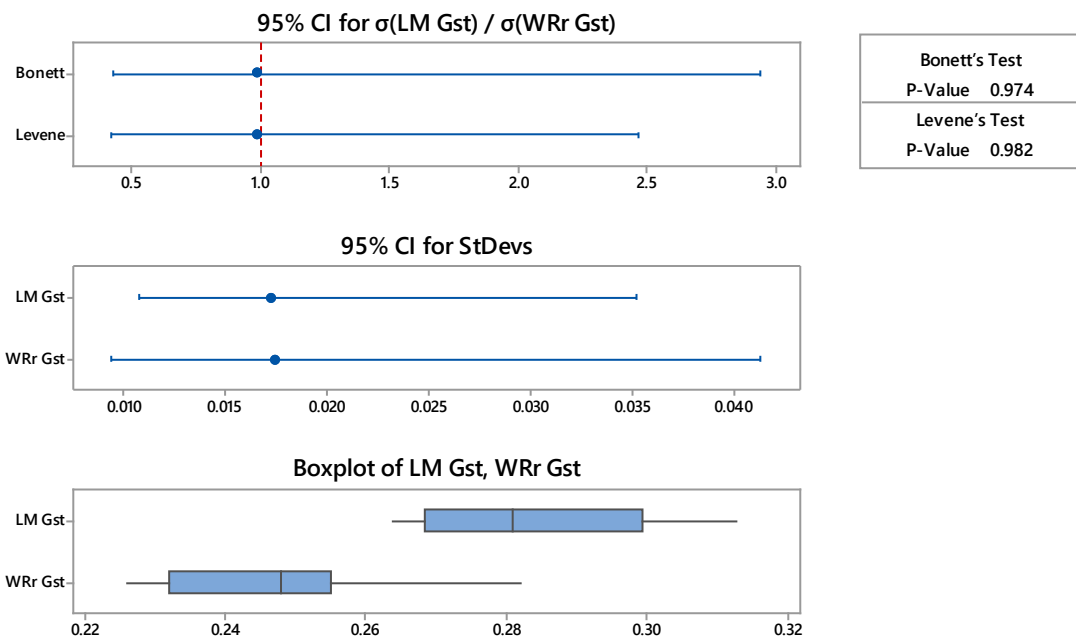 95% CI for σ(LM Gst) / σ(WRr Gst)
Bonett
Levene
0.5 1.0 1.5 2.0 2.5 3.0
Bonett's Test
P-Value 0.974
Levene's Test
P-Value 0.982
95% CI for StDevs
LM Gst
WRr Gst
0.010 0.015 0.020 0.025 0.030 0.035 0.040
Boxplot of LM Gst, WRr Gst
LM Gst
WRr Gst
0.22 0.24 0.26 0.28 0.30 0.32